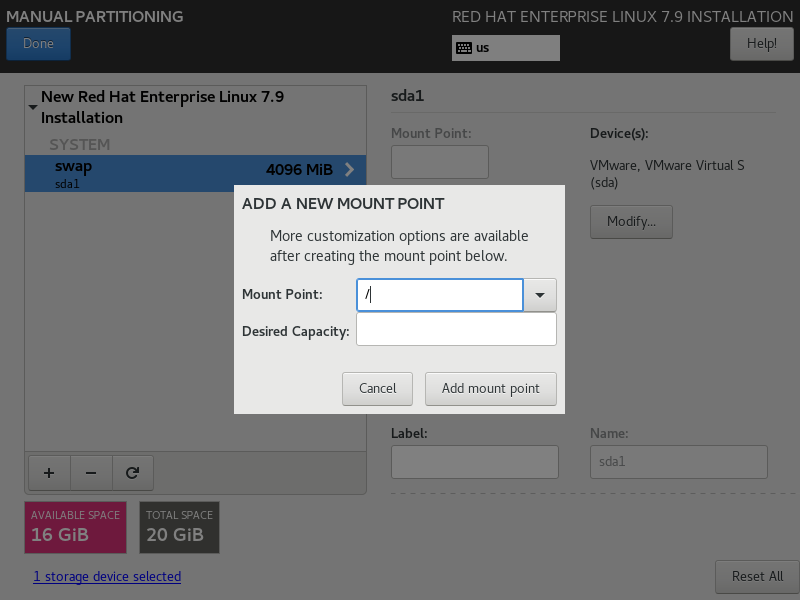 MANUAL PARTITIONING
RED HAT ENTERPRISE LINUX 7.9 INSTALLATION
Done
us
Help!
New Red Hat Enterprise Linux 7.9
Installation
SYSTEM
swap
4096 MiB
sda1
sda1
Mount Point:
Device(s):
VMware, VMware Virtual S
(sda)
Modify...
ADD A NEW MOUNT POINT
More customization options are available
after creating the mount point below.
Mount Point:
/
Desired Capacity:
Cancel
Add mount point
Label:
Name:
sda1
+
−
AVAILABLE SPACE
16 GiB
TOTAL SPACE
20 GiB
1 storage device selected
Reset All